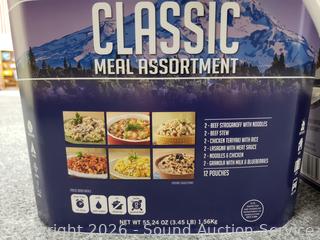 CLASSIC
MEAL ASSORTMENT
2 - BEEF STROGANOFF WITH NOODLES
2 - BEEF STEW
2 - CHICKEN TERIYAKI WITH RICE
2 - LASAGNA WITH MEAT SAUCE
2 - NOODLES & CHICKEN
2 - GRANOLA WITH MILK & BLUEBERRIES
12 POUCHES
NET WT 55.24 OZ (3.45 LB) 1.56Kg
Copyright 2026 - Sound Auction Service